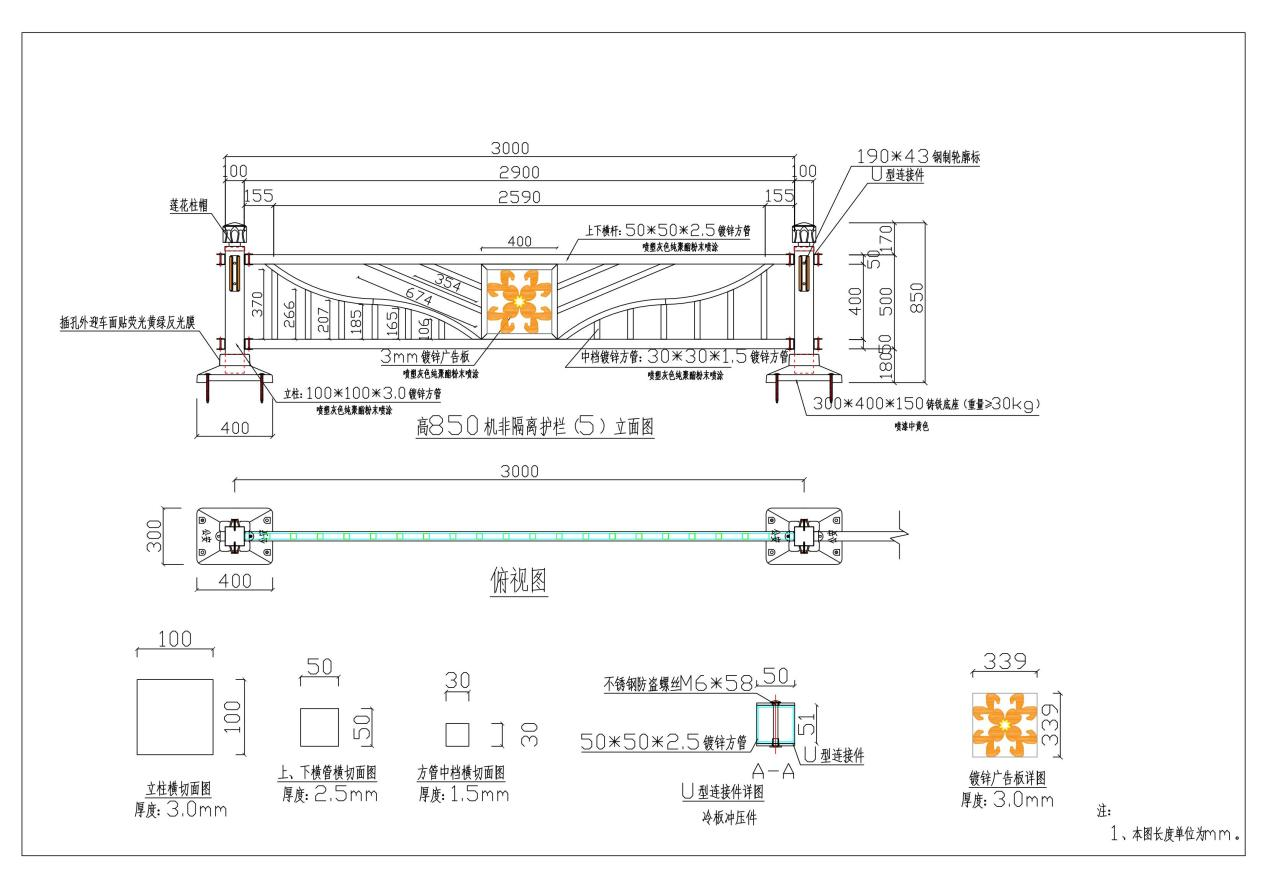 3000
100
2900
100
190*43 钢制轮廓标
U型连接件
155
2590
155
莲花柱帽
上下横杆：50*50*2.5 镀锌方管
喷塑灰色纯聚酯粉末喷涂
400
170
50
400
500
850
50
180
354
674
370
266
207
185
165
106
插孔外迎车面贴荧光黄绿反光膜
3mm 镀锌广告板
喷塑灰色纯聚酯粉末喷涂
中档镀锌方管：30*30*1.5 镀锌方管
喷塑灰色纯聚酯粉末喷涂
立柱：100*100*3.0 镀锌方管
喷塑灰色纯聚酯粉末喷涂
300*400*150 铸铁底座（重量≥30kg）
喷漆中黄色
400
高850 机非隔离护栏（5）立面图
3000
300
公安
公安
公安
公安
400
俯视图
100
100
立柱横切面图
厚度：3.0mm
50
50
上、下横管横切面图
厚度：2.5mm
30
30
方管中档横切面图
厚度：1.5mm
不锈钢防盗螺丝M6*58
50
51
50*50*2.5 镀锌方管
U型连接件
A-A
U型连接件详图
冷板冲压件
339
339
镀锌广告板详图
厚度：3.0mm
注：
1、本图长度单位为mm。